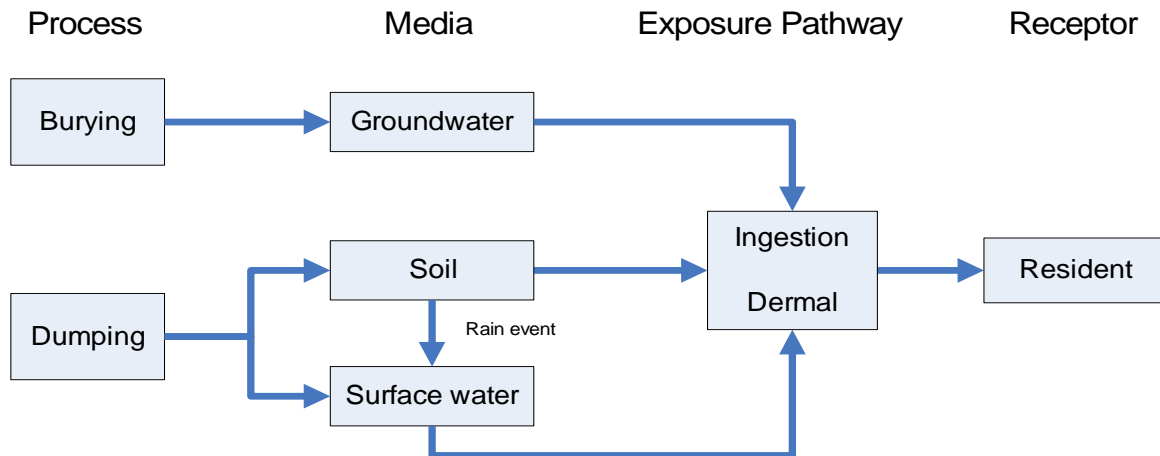 Process Media Exposure Pathway Receptor
Burying
Groundwater
Ingestion
Dermal
Soil
Resident
Dumping
Rain event
Surface water